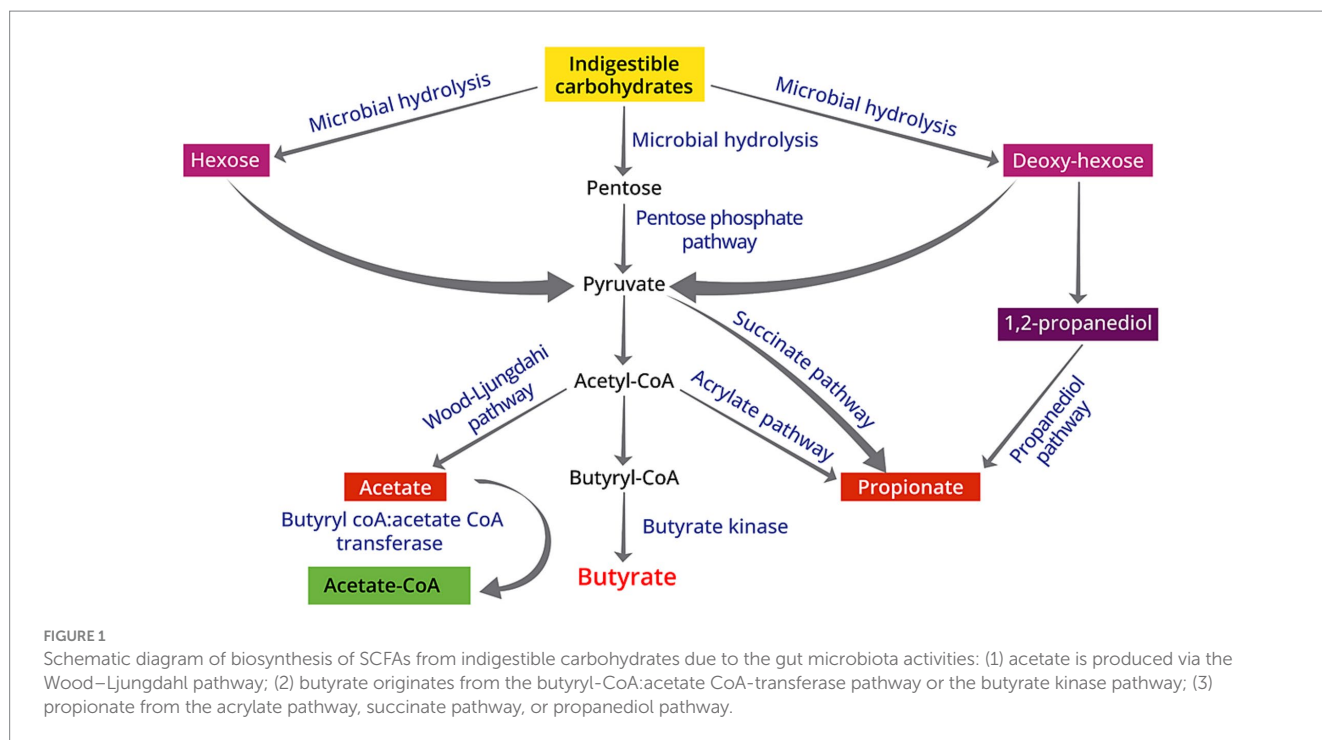 Indigestible
carbohydrates
Microbial hydrolysis
Microbial hydrolysis
Microbial hydrolysis
Hexose
Deoxy-hexose
Pentose
Pentose phosphate
pathway
Pyruvate
1,2-propanediol
Succinate pathway
Wood-Ljungdahi
pathway
Acetyl-CoA
Acrylate pathway
Propanediol
pathway
Acetate
Butyryl-CoA
Propionate
Butyryl coA:acetate CoA
transferase
Butyrate kinase
Acetate-CoA
Butyrate
FIGURE 1
Schematic diagram of biosynthesis of SCFAs from indigestible carbohydrates due to the gut microbiota activities: (1) acetate is produced via the
Wood–Ljungdahl pathway; (2) butyrate originates from the butyryl-CoA:acetate CoA-transferase pathway or the butyrate kinase pathway; (3)
propionate from the acrylate pathway, succinate pathway, or propanediol pathway.